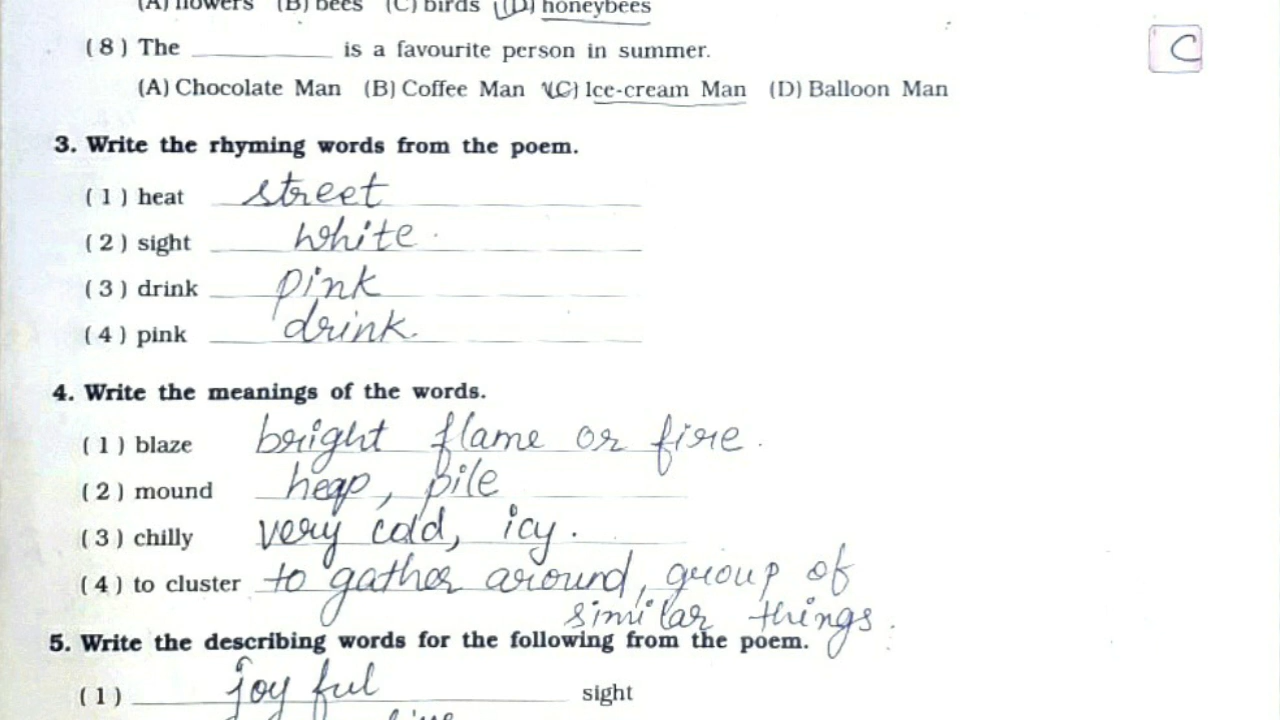 (A) flowers (B) bees (C) birds (D) honeybees
(8) The __________ is a favourite person in summer.
C
(A) Chocolate Man (B) Coffee Man (C) Ice-cream Man (D) Balloon Man
3. Write the rhyming words from the poem.
(1) heat street
(2) sight white.
(3) drink pink
(4) pink drink.
4. Write the meanings of the words.
(1) blaze bright flame or fire.
(2) mound heap, pile
(3) chilly very cold, icy.
(4) to cluster to gather around, group of
similar things.
5. Write the describing words for the following from the poem.
(1) joyful sight